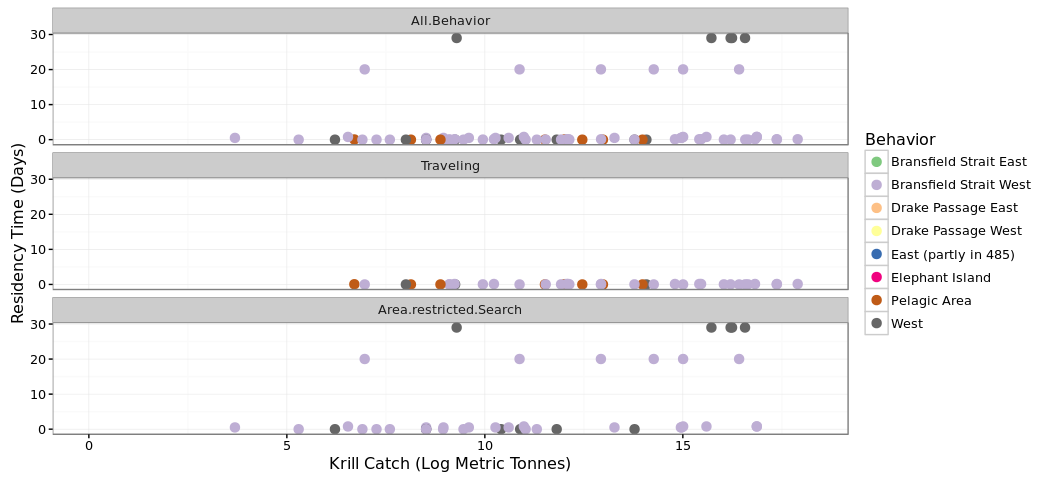 All.Behavior
30
20
10
0
Traveling
30
20
10
0
Area.restricted.Search
30
20
10
0
0 5 10 15
Krill Catch (Log Metric Tonnes)
Residency Time (Days)
Behavior
Bransfield Strait East
Bransfield Strait West
Drake Passage East
Drake Passage West
East (partly in 485)
Elephant Island
Pelagic Area
West